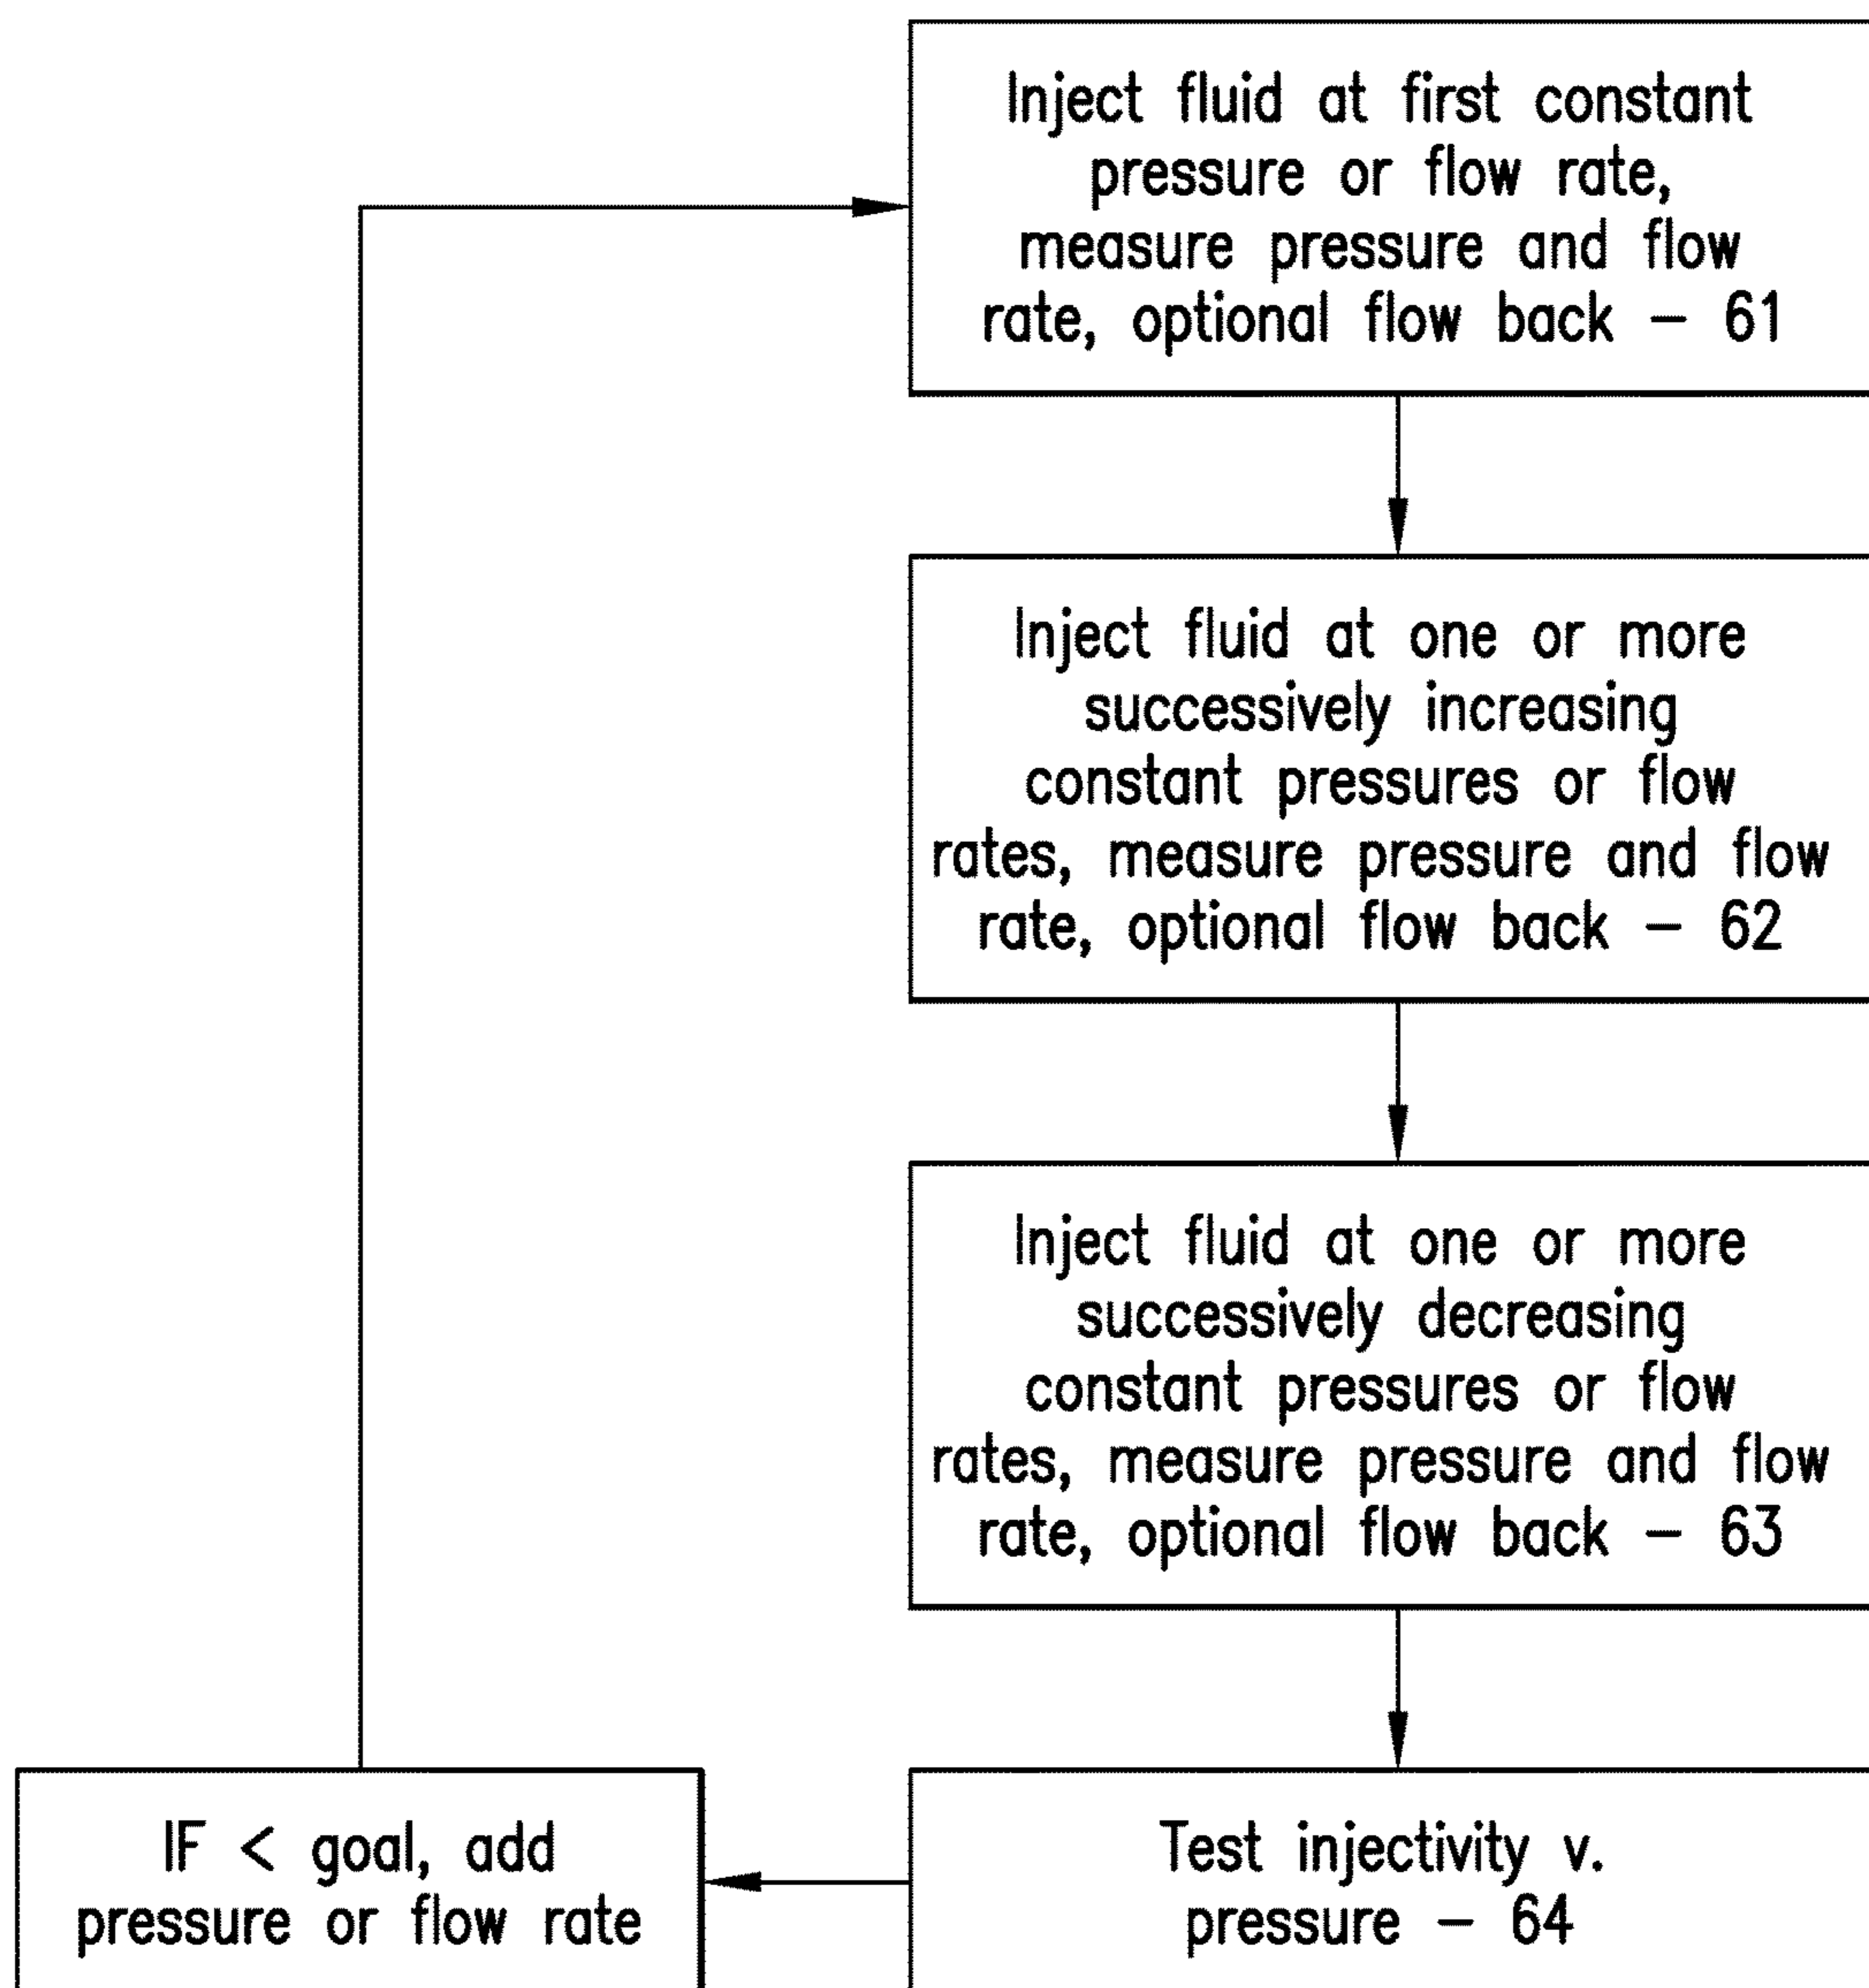 Inject fluid at first constant
pressure or flow rate,
measure pressure and flow
rate, optional flow back – 61
Inject fluid at one or more
successively increasing
constant pressures or flow
rates, measure pressure and flow
rate, optional flow back – 62
Inject fluid at one or more
successively decreasing
constant pressures or flow
rates, measure pressure and flow
rate, optional flow back – 63
IF < goal, add
pressure or flow rate
Test injectivity v.
pressure – 64